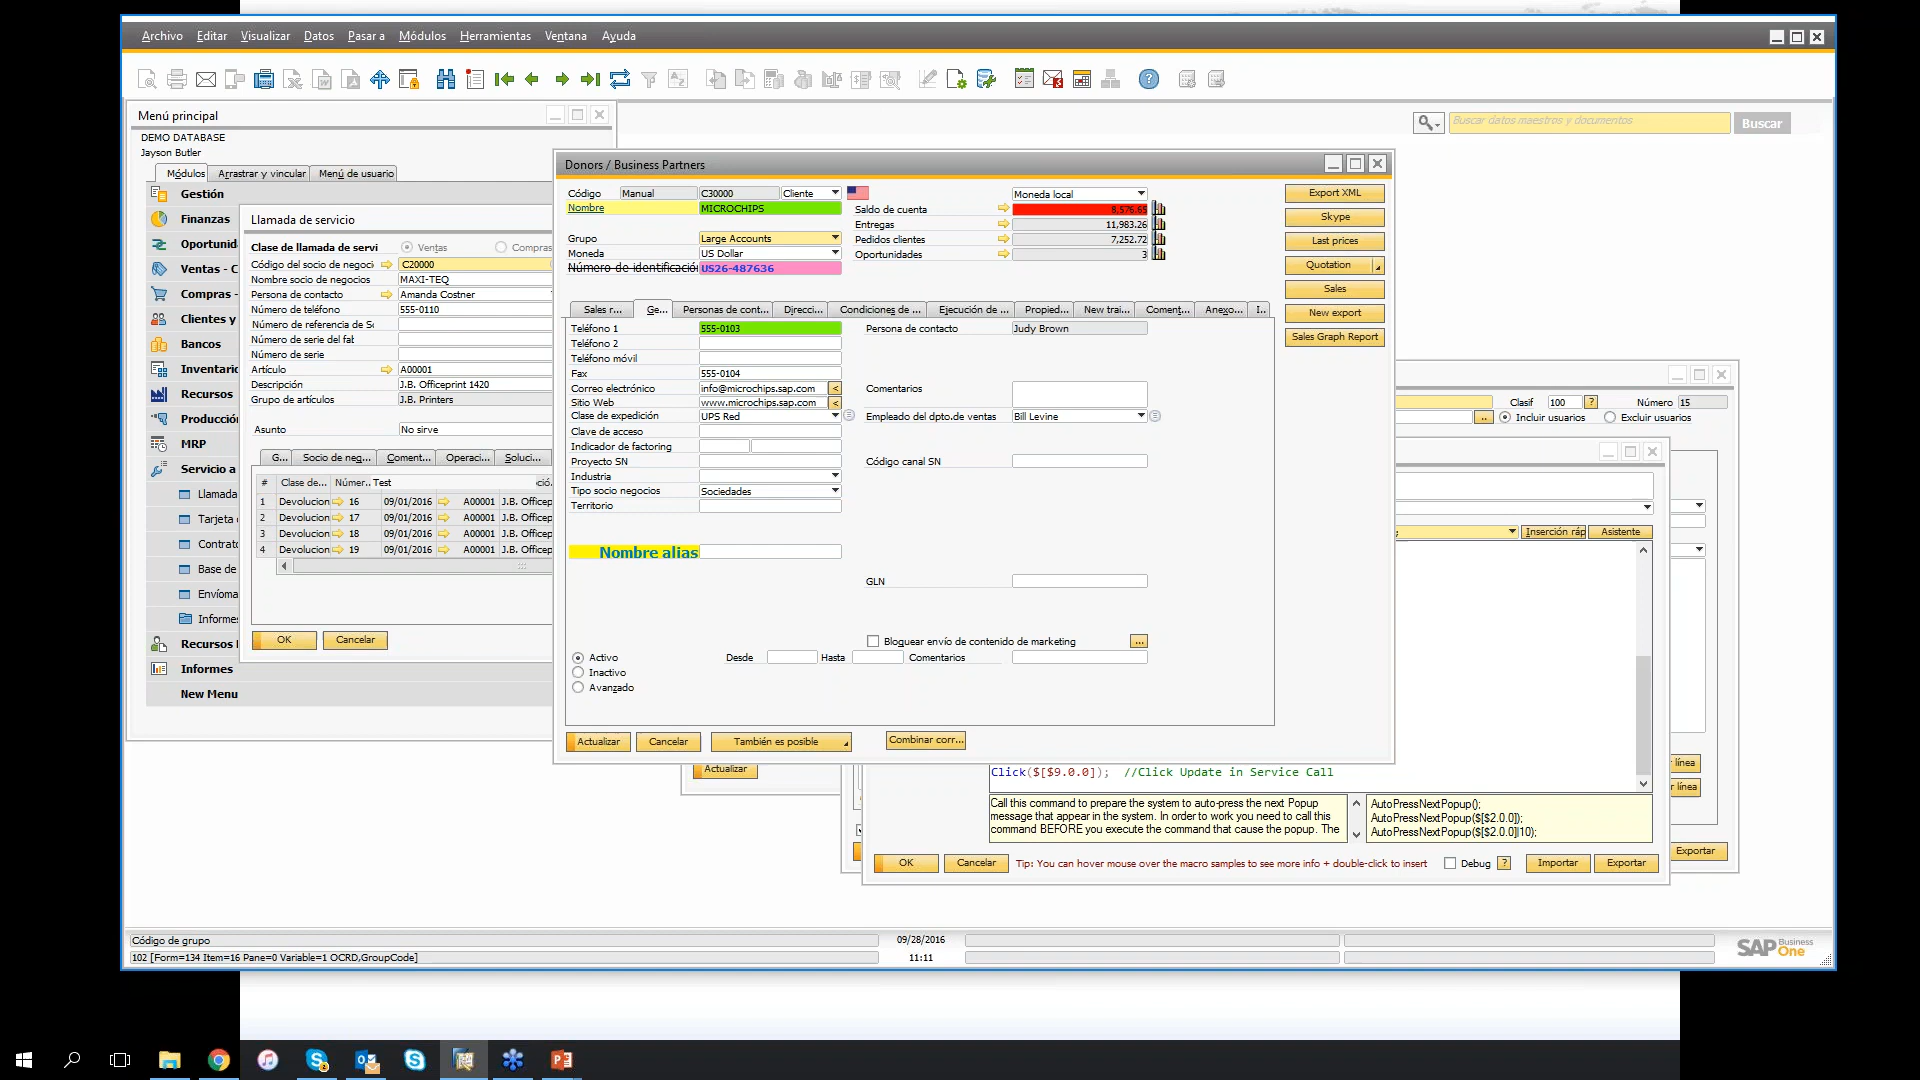 Archivo Editar Visualizar Datos Pasar a Módulos Herramientas Ventana Ayuda
Menú principal
DEMO DATABASE
Jayson Butler
Módulos Arrastrar y vincular Menú de usuario
Gestión
Finanzas
Oportunid
Ventas - C
Compras -
Clientes y
Bancos
Inventario
Recursos
Producció
MRP
Servicio a
Llamada
Tarjeta
Contrato
Base de
Envíoma
Informes
Recursos
Informes
New Menu
Buscar datos maestros y documentos Buscar
Llamada de servicio
Clase de llamada de servi Ventas Compras
Código del socio de negoci C20000
Nombre socio de negocios MAXI-TEQ
Persona de contacto Amanda Costner
Número de teléfono 555-0110
Número de referencia de Sc
Número de serie del fab
Número de serie
Artículo A00001
Descripción J.B. Officeprint 1420
Grupo de artículos J.B. Printers
Asunto No sirve
G... Socio de neg... Coment... Operaci... Soluci...
# Clase de... Númer.. Test
1 Devolucion 16 09/01/2016 A00001 J.B. Officep
2 Devolucion 17 09/01/2016 A00001 J.B. Officep
3 Devolucion 18 09/01/2016 A00001 J.B. Officep
4 Devolucion 19 09/01/2016 A00001 J.B. Officep
OK Cancelar
Donors / Business Partners
Código Manual C30000 Cliente Moneda local
Nombre MICROCHIPS
Saldo de cuenta 8,576.65
Entregas 11,983.26
Grupo Large Accounts Pedidos clientes 7,252.72
Moneda US Dollar Oportunidades 3
Número de identificación US26-487636
Export XML
Skype
Last prices
Quotation
Sales
New export
Sales Graph Report
Sales r... Ge... Personas de cont... Direcci... Condiciones de ... Ejecución de ... Propied... New trai... Coment... Anexo... I..
Teléfono 1 555-0103 Persona de contacto Judy Brown
Teléfono 2
Teléfono móvil
Fax 555-0104
Correo electrónico info@microchips.sap.com < Comentarios
Sitio Web www.microchips.sap.com <
Clase de expedición UPS Red Empleado del dpto.de ventas Bill Levine
Clave de acceso
Indicador de factoring
Proyecto SN Código canal SN
Industria
Tipo socio negocios Sociedades
Territorio
Nombre alias
GLN
Bloquear envío de contenido de marketing ...
Activo Desde Hasta Comentarios
Inactivo
Avanzado
Actualizar Cancelar También es posible Combinar corr...
Actualizar
Clasif 100 ? Número 15
.. Incluir usuarios Excluir usuarios
Inserción ráp Asistente
r línea
r línea
Click($[$9.0.0]); //Click Update in Service Call
Call this command to prepare the system to auto-press the next Popup
message that appear in the system. In order to work you need to call this
command BEFORE you execute the command that cause the popup. The
AutoPressNextPopup();
AutoPressNextPopup($[$2.0.0]);
AutoPressNextPopup($[$2.0.0]|10);
Exportar
OK Cancelar Tip: You can hover mouse over the macro samples to see more info + double-click to insert Debug ? Importar Exportar
Código de grupo 09/28/2016
102 [Form=134 Item=16 Pane=0 Variable=1 OCRD,GroupCode] 11:11
SAP Business One